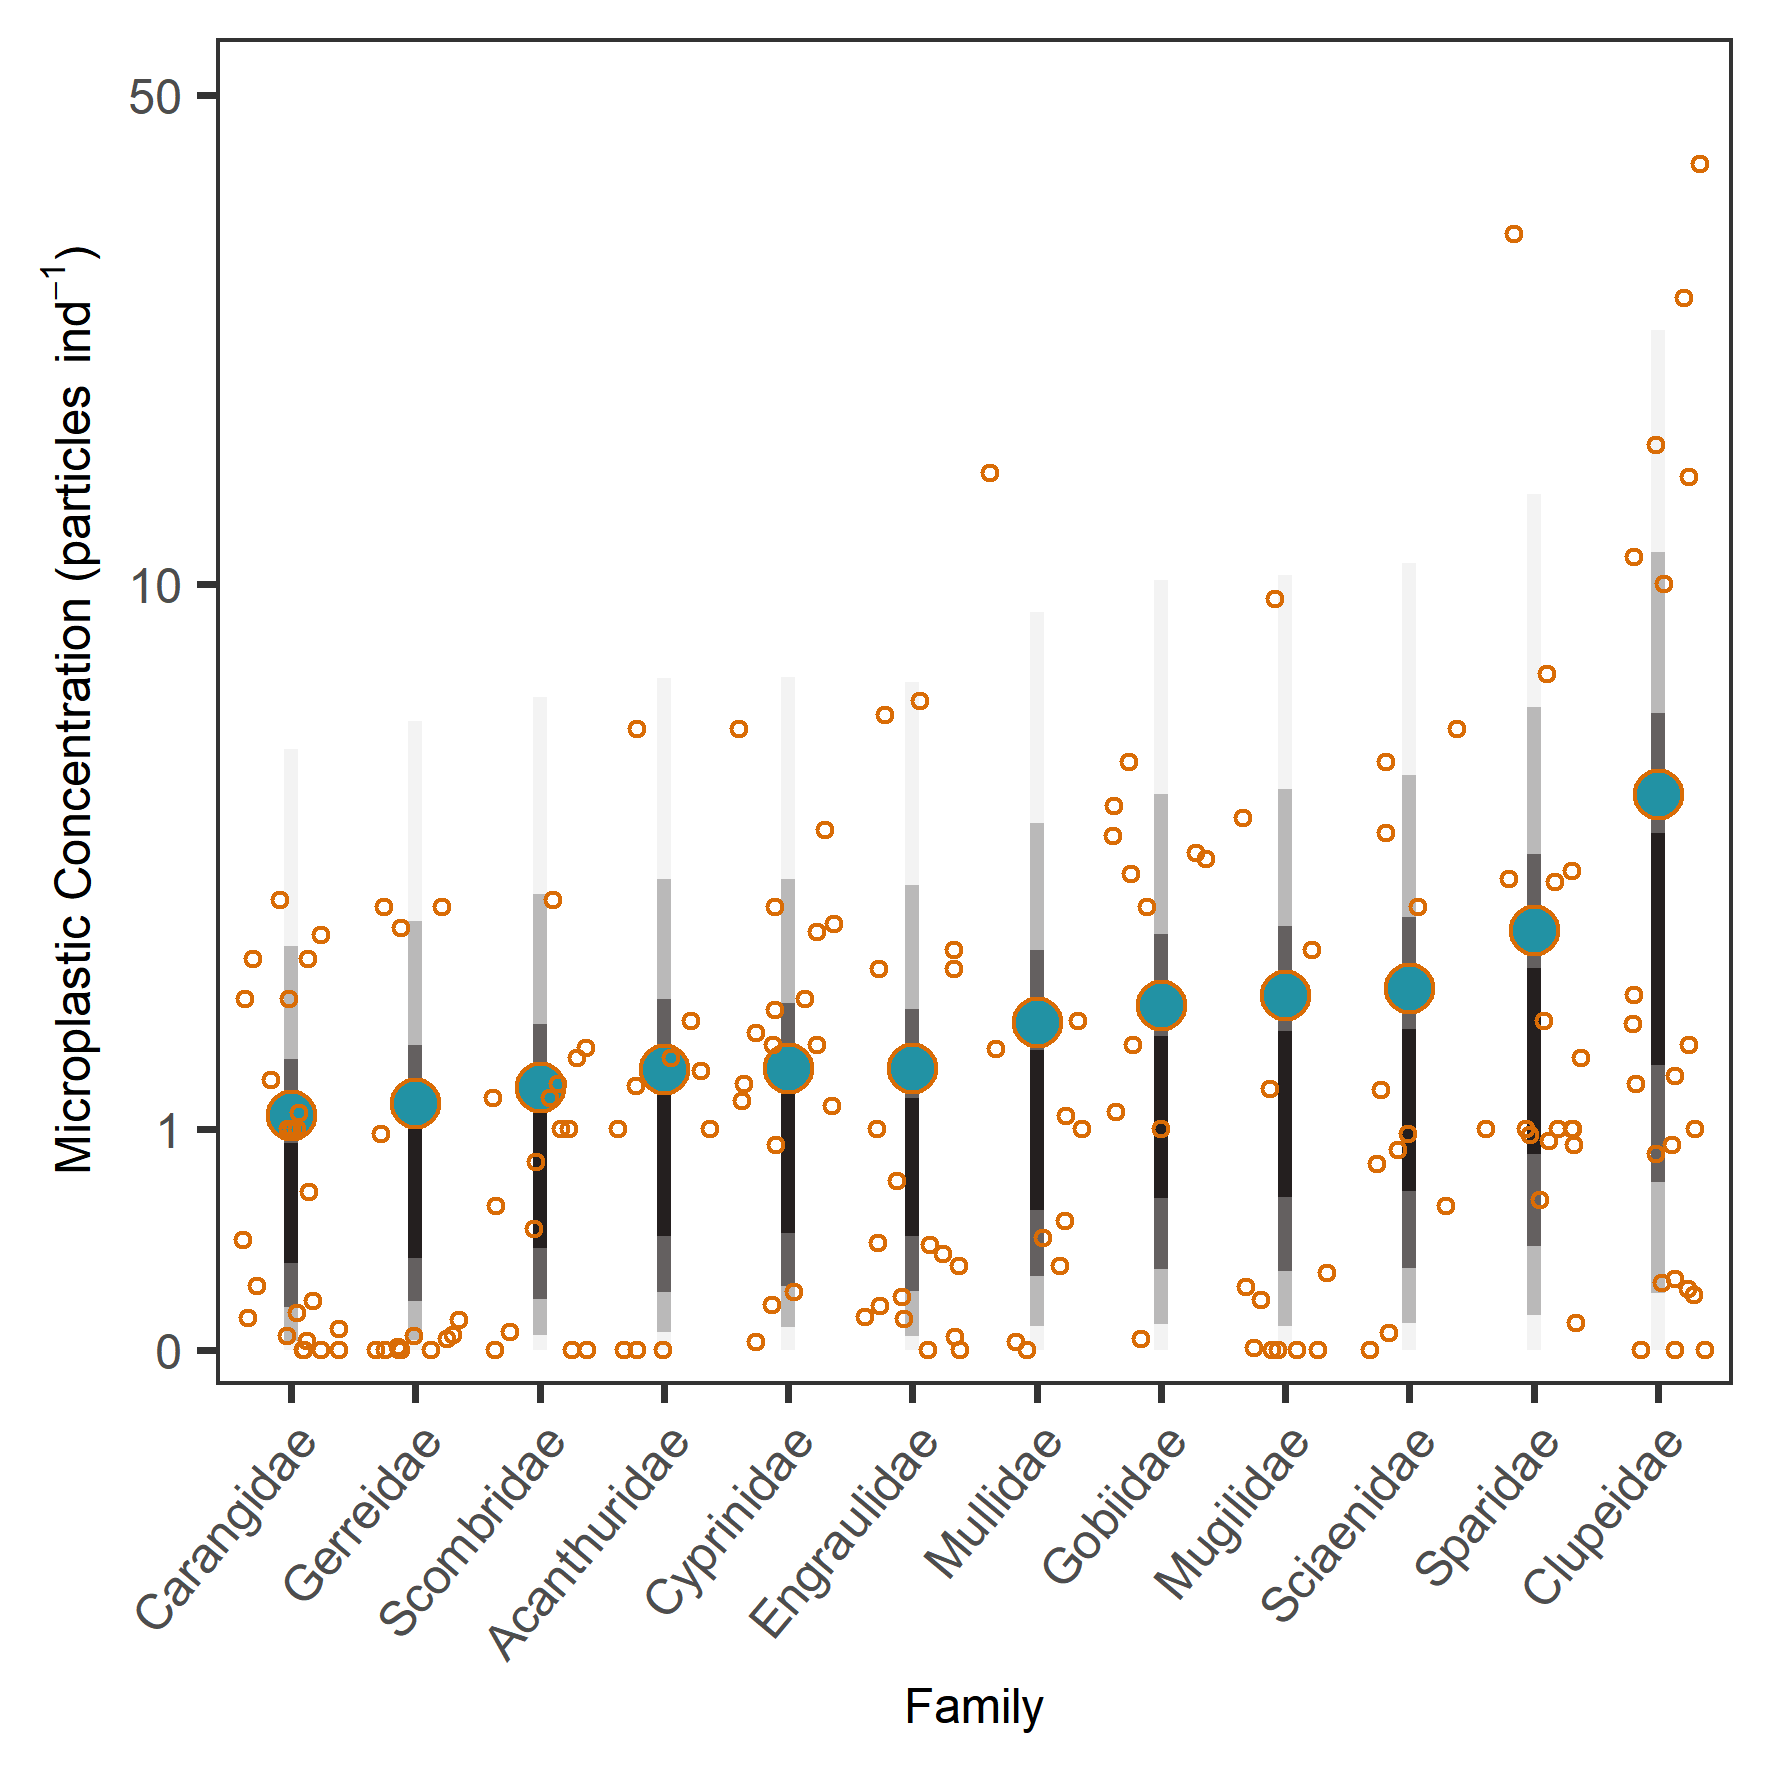 50
10
1
0
Microplastic Concentration (particles ind⁻¹)
Carangidae
Gerreidae
Scombridae
Acanthuridae
Cyprinidae
Engraulidae
Mullidae
Gobiidae
Mugilidae
Sciaenidae
Sparidae
Clupeidae
Family